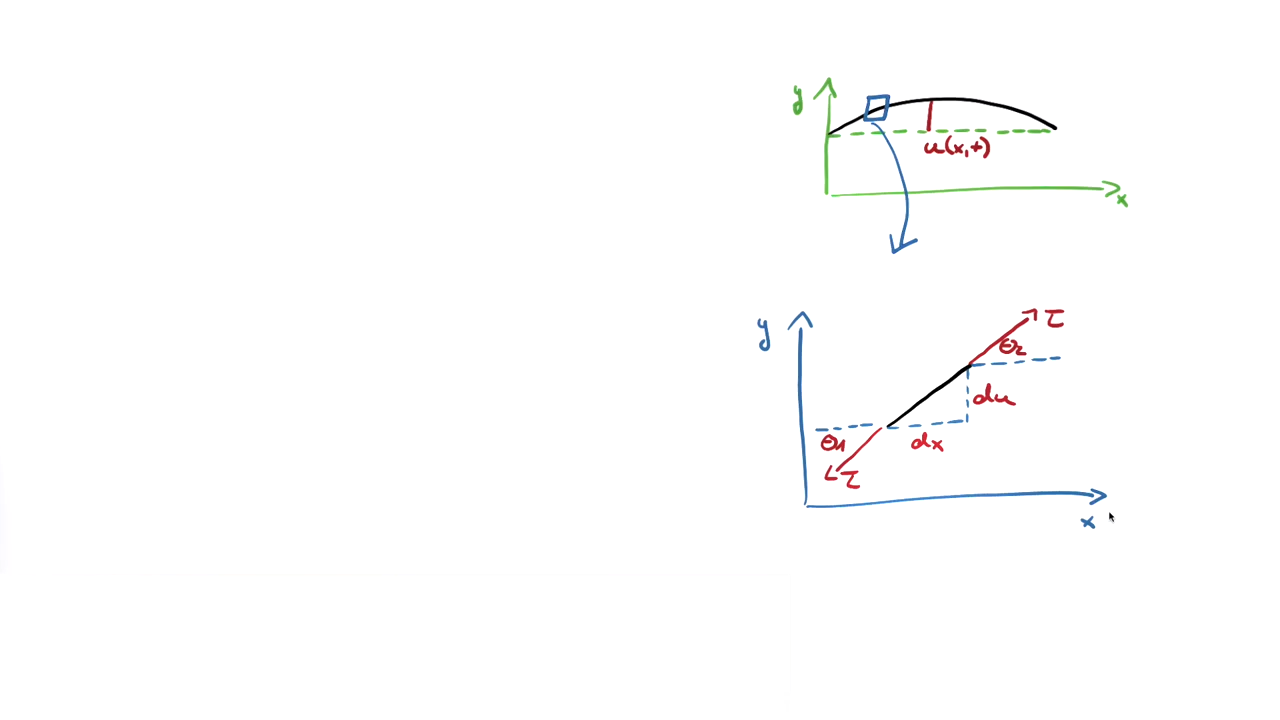 y
u(x,t)
x
y
τ
θ₂
du
θ₁
dx
τ
x